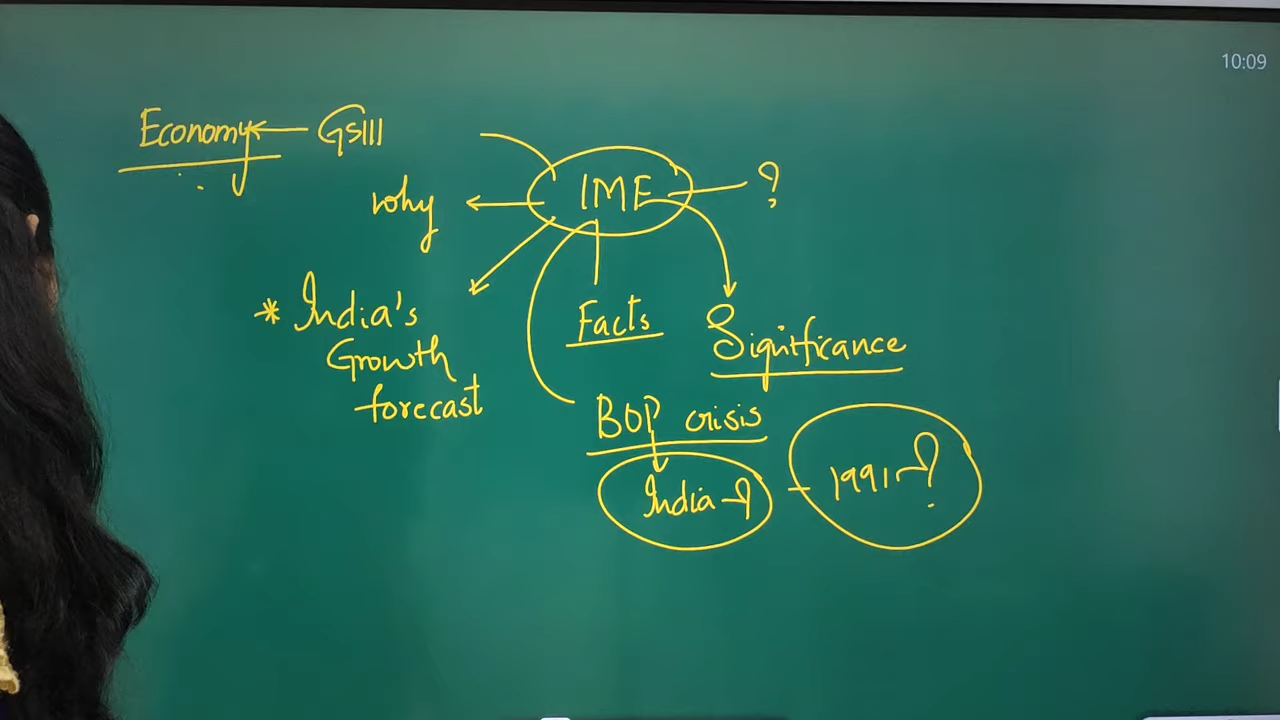 10:09
Economy ← GSIII
IMF
?
why
* India's
Growth
forecast
Facts
Significance
BOP crisis
India - ?
1991 - ?